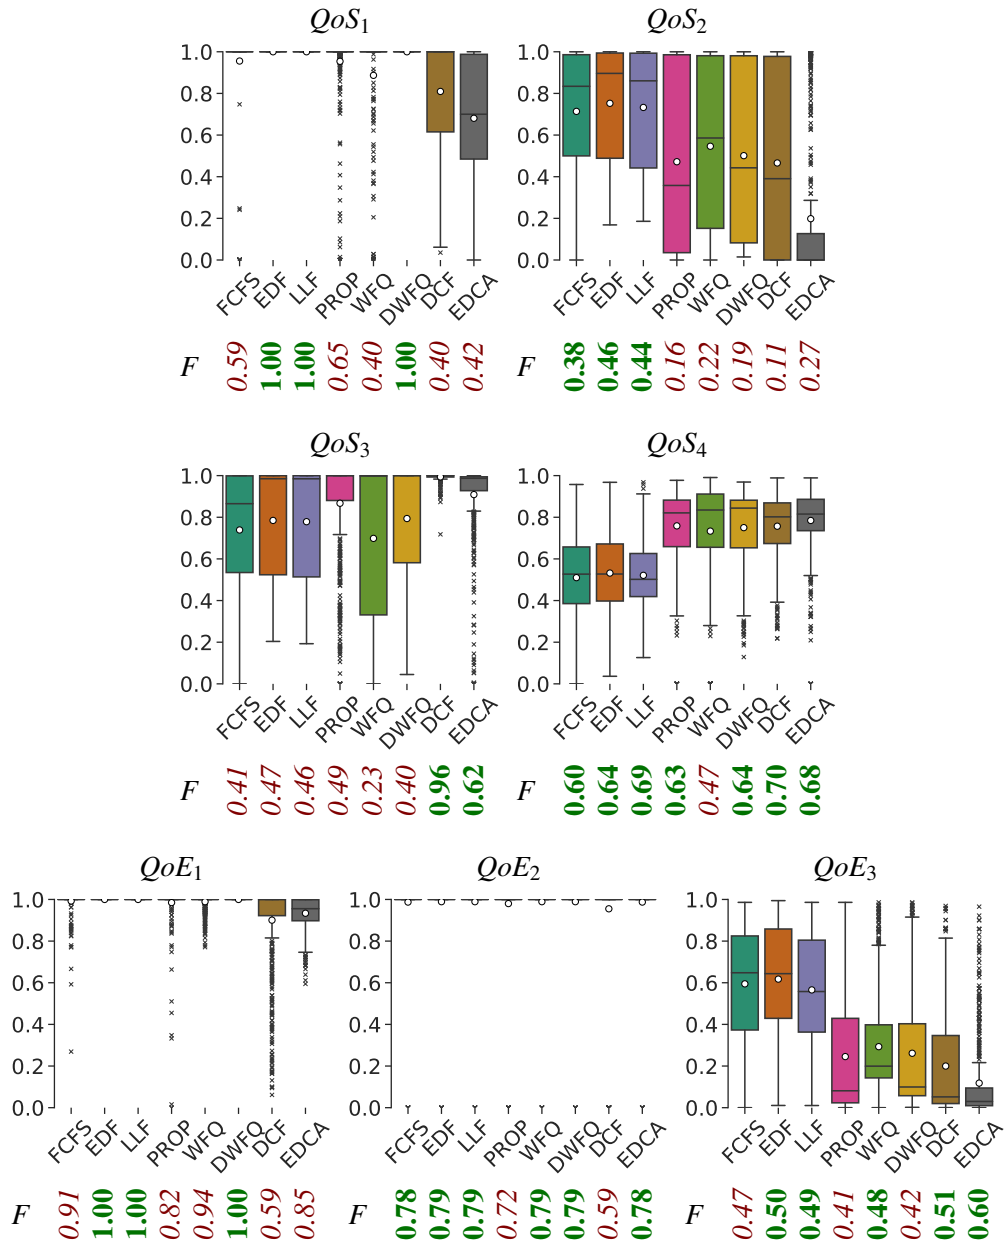 QoS1 QoS2
1.0 1.0
0.8 0.8
0.6 0.6
0.4 0.4
0.2 0.2
0.0 0.0
FCFS EDF LLF PROP WFQ DWFQ DCF EDCA FCFS EDF LLF PROP WFQ DWFQ DCF EDCA
F 0.59 1.00 1.00 0.65 0.40 1.00 0.40 0.42 F 0.38 0.46 0.44 0.16 0.22 0.19 0.11 0.27
QoS3 QoS4
1.0 1.0
0.8 0.8
0.6 0.6
0.4 0.4
0.2 0.2
0.0 0.0
FCFS EDF LLF PROP WFQ DWFQ DCF EDCA FCFS EDF LLF PROP WFQ DWFQ DCF EDCA
F 0.41 0.47 0.46 0.49 0.23 0.40 0.96 0.62 F 0.60 0.64 0.69 0.63 0.47 0.64 0.70 0.68
QoE1 QoE2 QoE3
1.0 1.0 1.0
0.8 0.8 0.8
0.6 0.6 0.6
0.4 0.4 0.4
0.2 0.2 0.2
0.0 0.0 0.0
FCFS EDF LLF PROP WFQ DWFQ DCF EDCA FCFS EDF LLF PROP WFQ DWFQ DCF EDCA FCFS EDF LLF PROP WFQ DWFQ DCF EDCA
F 0.91 1.00 1.00 0.82 0.94 1.00 0.59 0.85 F 0.78 0.79 0.79 0.72 0.79 0.79 0.59 0.78 F 0.47 0.50 0.49 0.41 0.48 0.42 0.51 0.60